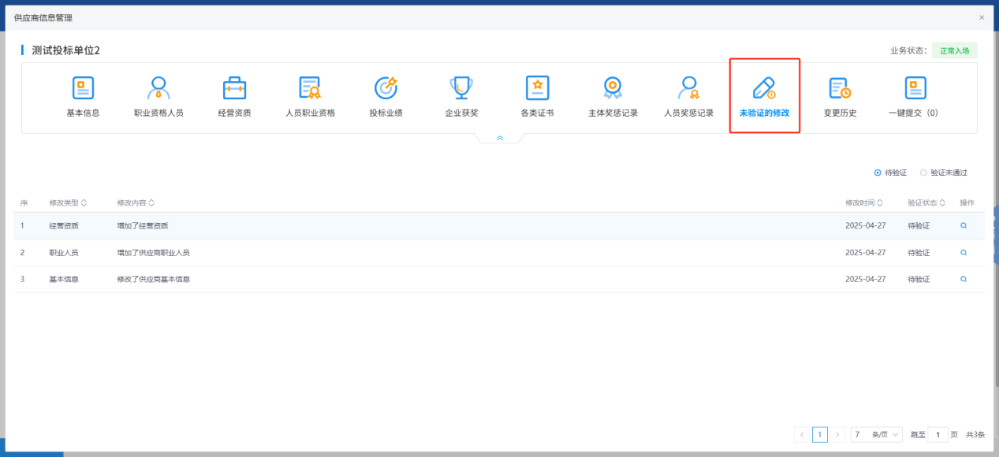 供应商信息管理
测试投标单位2
业务状态： 正常入场
基本信息 职业资格人员 经营资质 人员职业资格 投标业绩 企业获奖 各类证书 主体奖惩记录 人员奖惩记录 未验证的修改 变更历史 一键提交（0）
待验证 验证未通过
序 修改类型 修改内容 修改时间 验证状态 操作
1 经营资质 增加了经营资质 2025-04-27 待验证
2 职业人员 增加了供应商职业人员 2025-04-27 待验证
3 基本信息 修改了供应商基本信息 2025-04-27 待验证
1 7 条/页 跳至 1 页 共3条